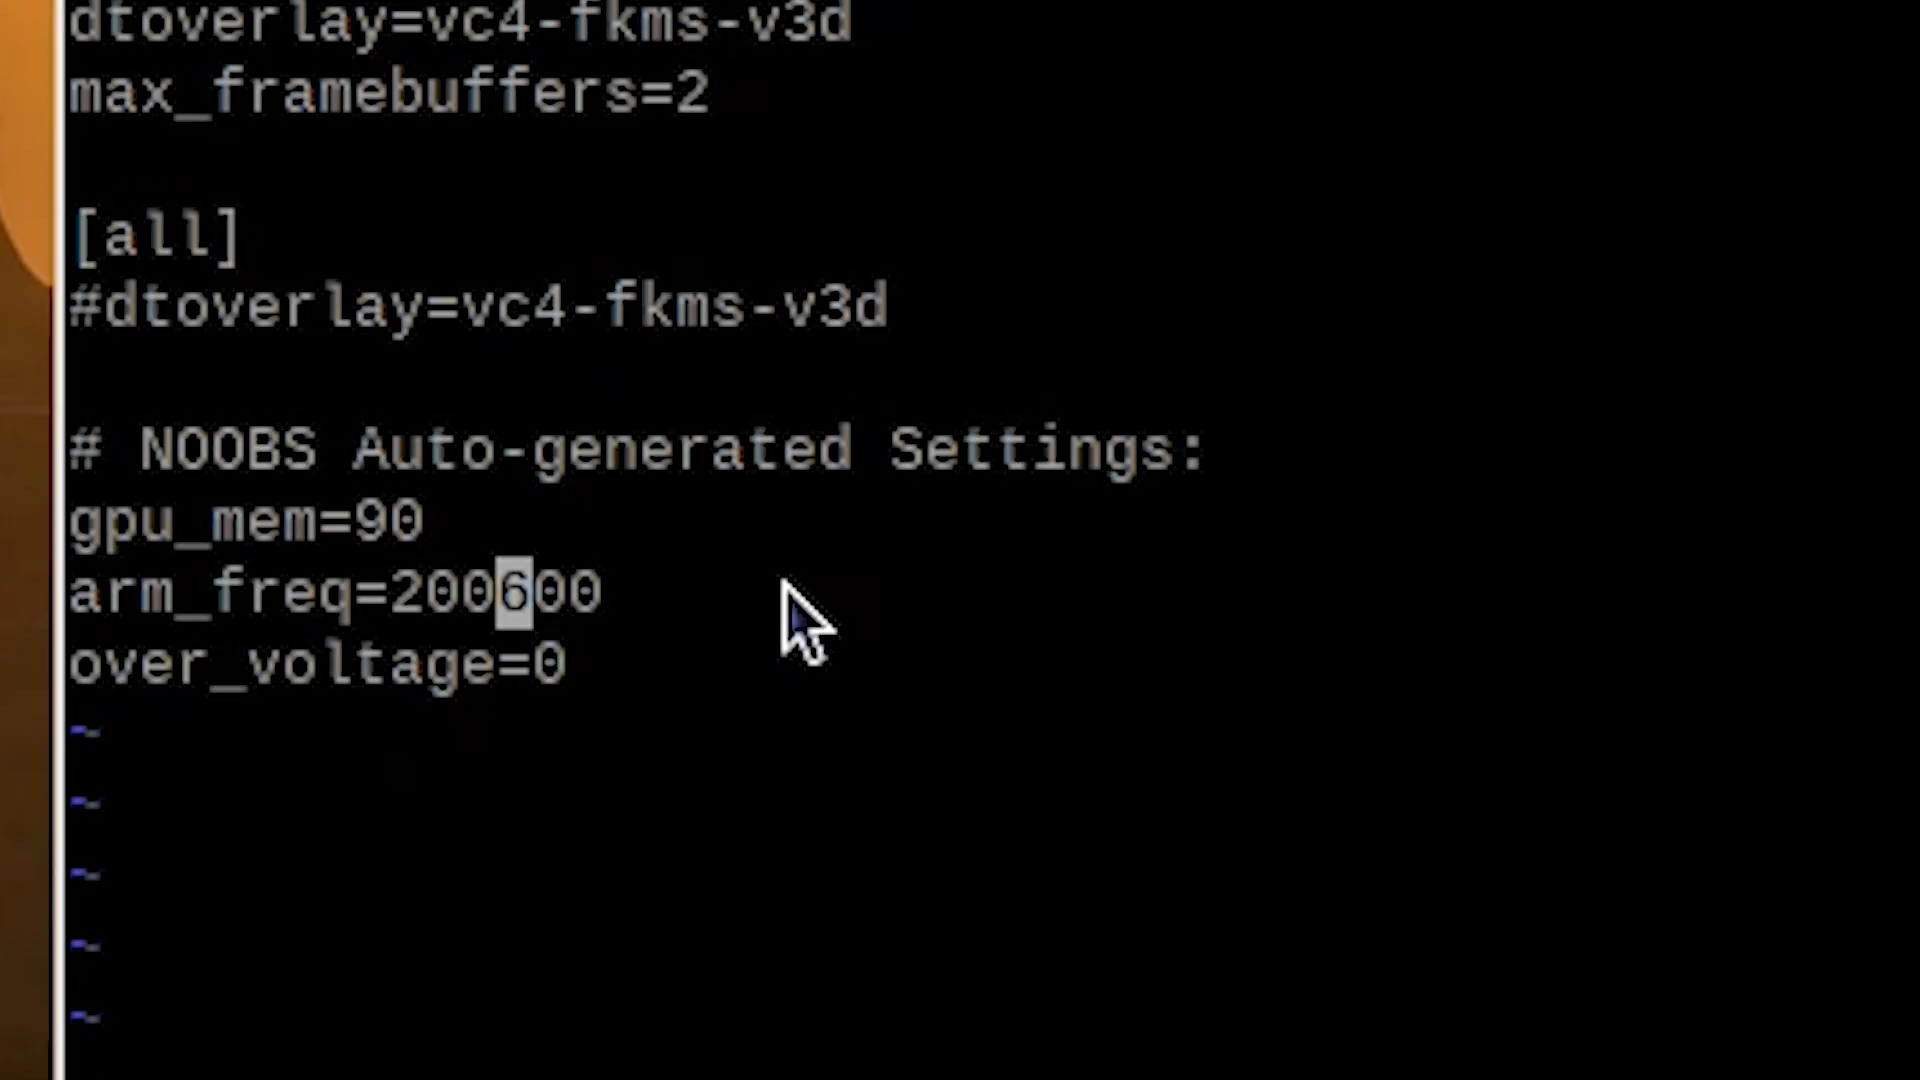 dtoverlay=vc4-fkms-v3d
max_framebuffers=2
[all]
#dtoverlay=vc4-fkms-v3d
# NOOBS Auto-generated Settings:
gpu_mem=90
arm_freq=200600
over_voltage=0
~
~
~
~
~